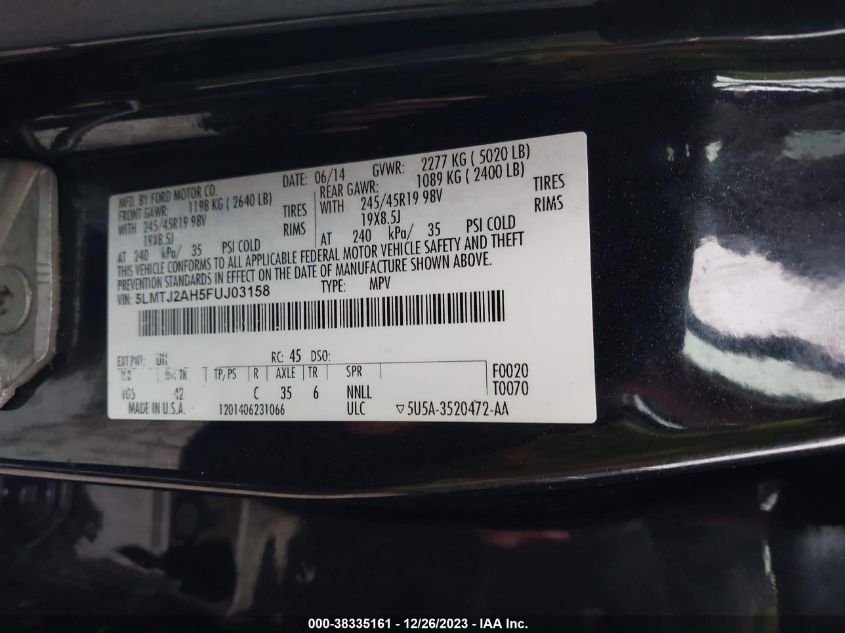 MFD. BY FORD MOTOR CO.
DATE: 06/14 GVWR: 2277 KG ( 5020 LB)
FRONT GAWR: 1198 KG ( 2640 LB)
REAR GAWR: 1089 KG ( 2400 LB)
WITH 245/45R19 98V TIRES
WITH 245/45R19 98V TIRES
19X8.5J RIMS
19X8.5J RIMS
AT 240 kPa/ 35 PSI COLD
AT 240 kPa/ 35 PSI COLD
THIS VEHICLE CONFORMS TO ALL APPLICABLE FEDERAL MOTOR VEHICLE SAFETY AND THEFT
PREVENTION STANDARDS IN EFFECT ON THE DATE OF MANUFACTURE SHOWN ABOVE.
VIN: 5LMTJ2AH5FUJ03158 TYPE: MPV
EXT PNT: UH RC: 45 DSO:
TR TP/PS R AXLE TR SPR F0020
42 C 35 6 NNLL T0070
MADE IN U.S.A. 1201406231066 ULC ▽5U5A-3520472-AA
000-38335161 - 12/26/2023 - IAA Inc.